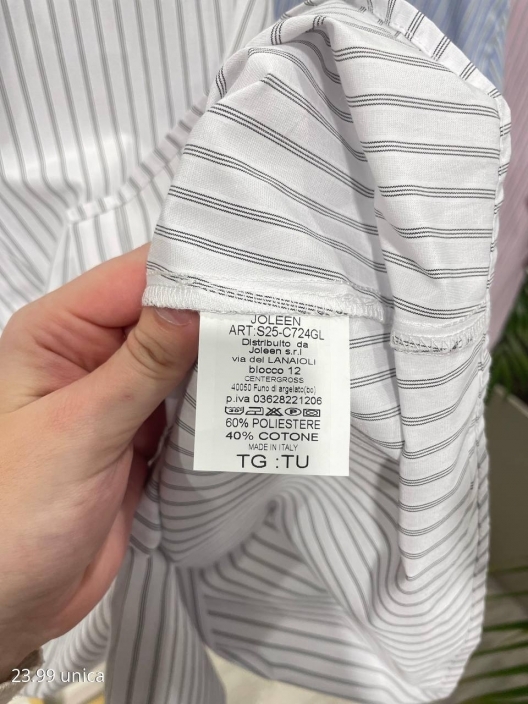 JOLEEN
ART:S25-C724GL
Distribuito da
Joleen s.r.l
via dei LANAIOLI
blocco 12
CENTERGROSS
40050 Funo di argelato(bo)
p.iva 03628221206
60% POLIESTERE
40% COTONE
MADE IN ITALY
TG :TU
23.99 unica